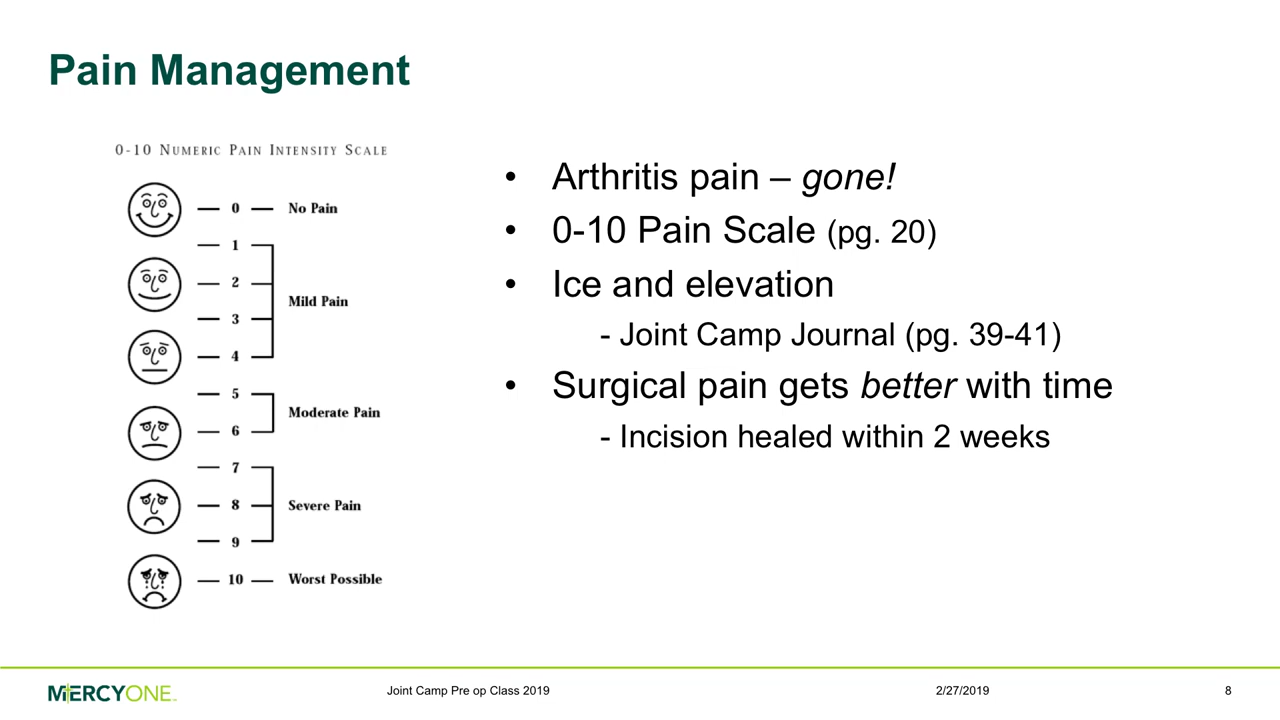 Pain Management
0-10 NUMERIC PAIN INTENSITY SCALE
0 No Pain
1
2
Mild Pain
3
4
5
Moderate Pain
6
7
8 Severe Pain
9
10 Worst Possible
• Arthritis pain – gone!
• 0-10 Pain Scale (pg. 20)
• Ice and elevation
- Joint Camp Journal (pg. 39-41)
• Surgical pain gets better with time
- Incision healed within 2 weeks
MERCYONE™
Joint Camp Pre op Class 2019
2/27/2019
8